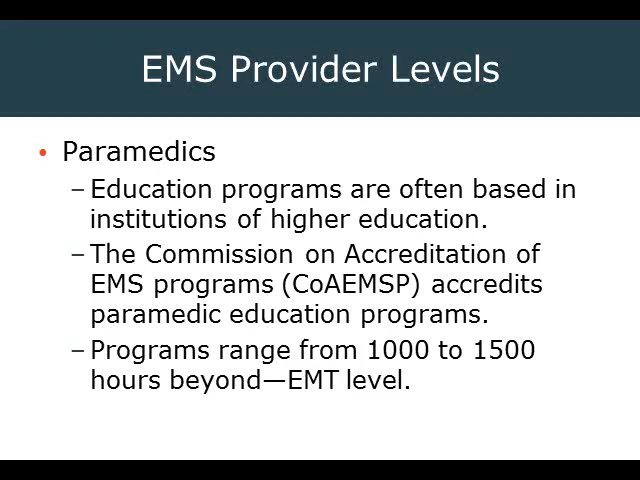 EMS Provider Levels
• Paramedics
– Education programs are often based in
institutions of higher education.
– The Commission on Accreditation of
EMS programs (CoAEMSP) accredits
paramedic education programs.
– Programs range from 1000 to 1500
hours beyond—EMT level.